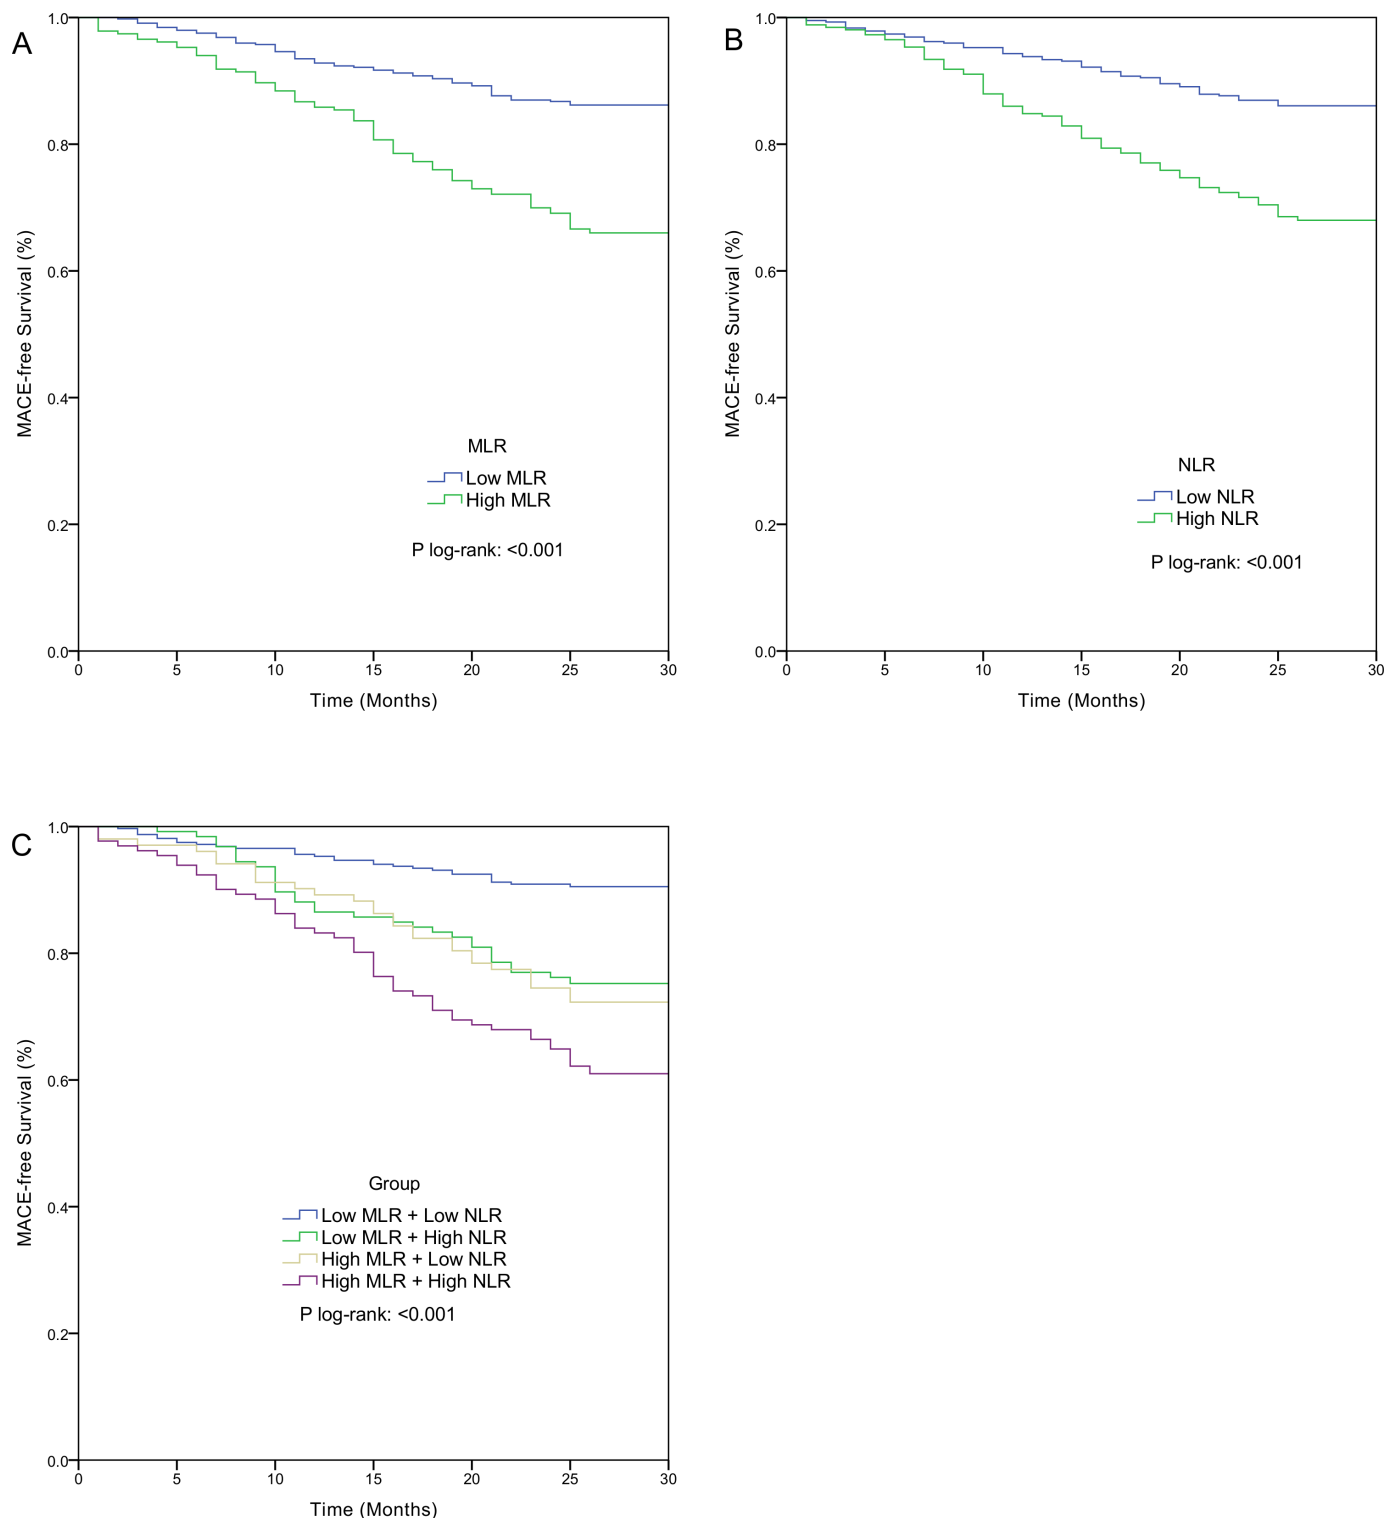 A
1.0
0.8
0.6
0.4
0.2
0.0
MACE-free Survival (%)
MLR
Low MLR
High MLR
P log-rank: <0.001
0 5 10 15 20 25 30
Time (Months)
B
1.0
0.8
0.6
0.4
0.2
0.0
MACE-free Survival (%)
NLR
Low NLR
High NLR
P log-rank: <0.001
0 5 10 15 20 25 30
Time (Months)
C
1.0
0.8
0.6
0.4
0.2
0.0
MACE-free Survival (%)
Group
Low MLR + Low NLR
Low MLR + High NLR
High MLR + Low NLR
High MLR + High NLR
P log-rank: <0.001
0 5 10 15 20 25 30
Time (Months)